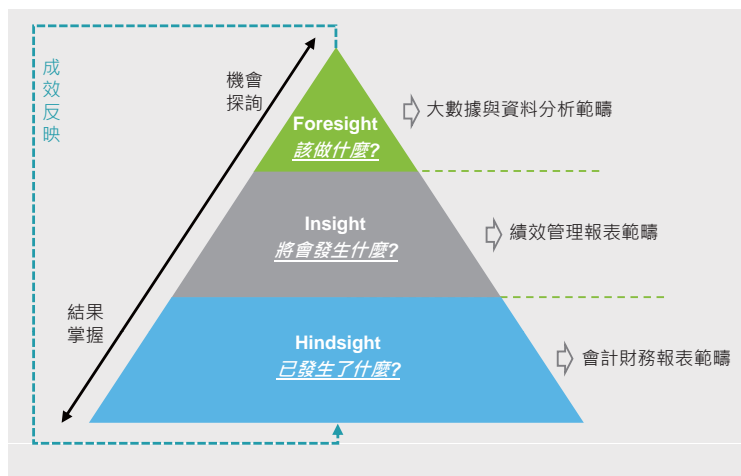 成
效
反
映
機會
探詢
Foresight
該做什麼?
大數據與資料分析範疇
Insight
將會發生什麼?
績效管理報表範疇
結果
掌握
Hindsight
已發生了什麼?
會計財務報表範疇